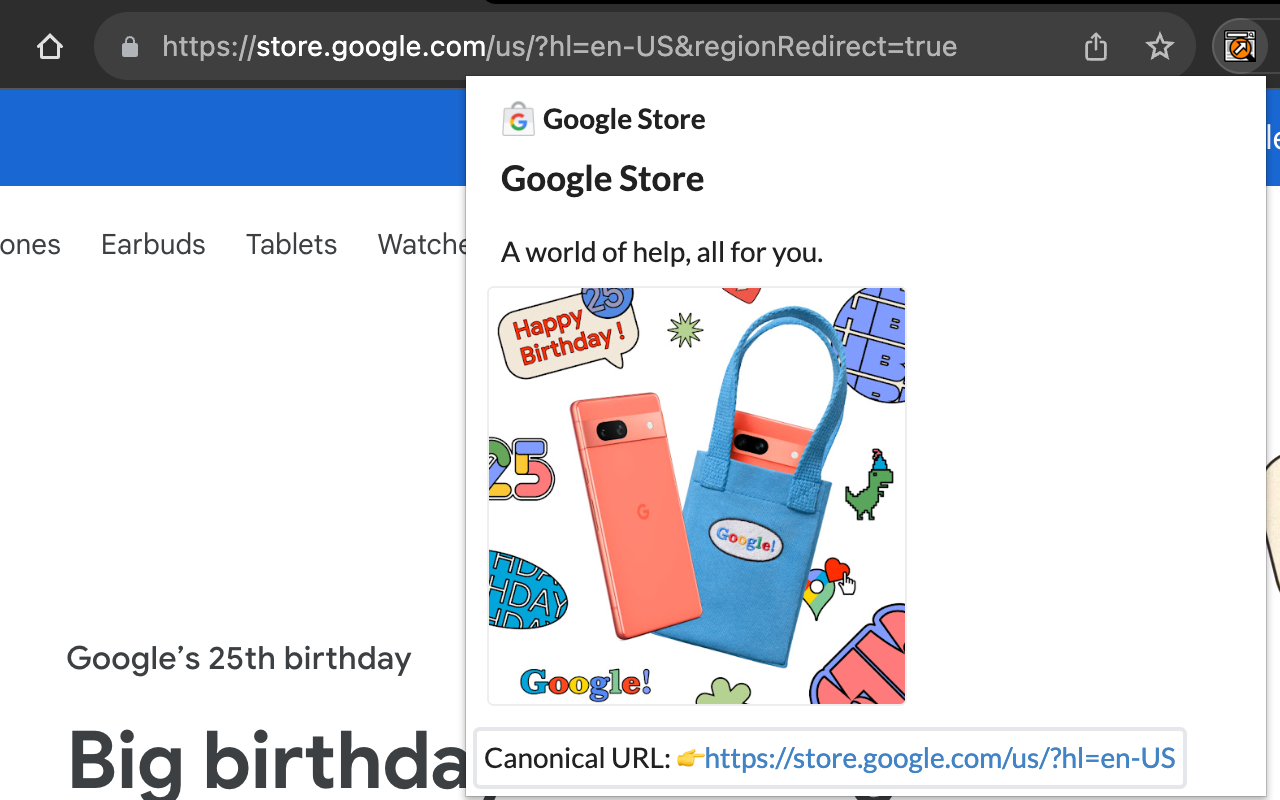 https://store.google.com/us/?hl=en-US&regionRedirect=true
Google Store
Google Store
ones Earbuds Tablets Watche
A world of help, all for you.
25
Happy
Birthday !
25
Google!
HDAY
Google!
Google's 25th birthday
Big birthda
Canonical URL: 👉https://store.google.com/us/?hl=en-US